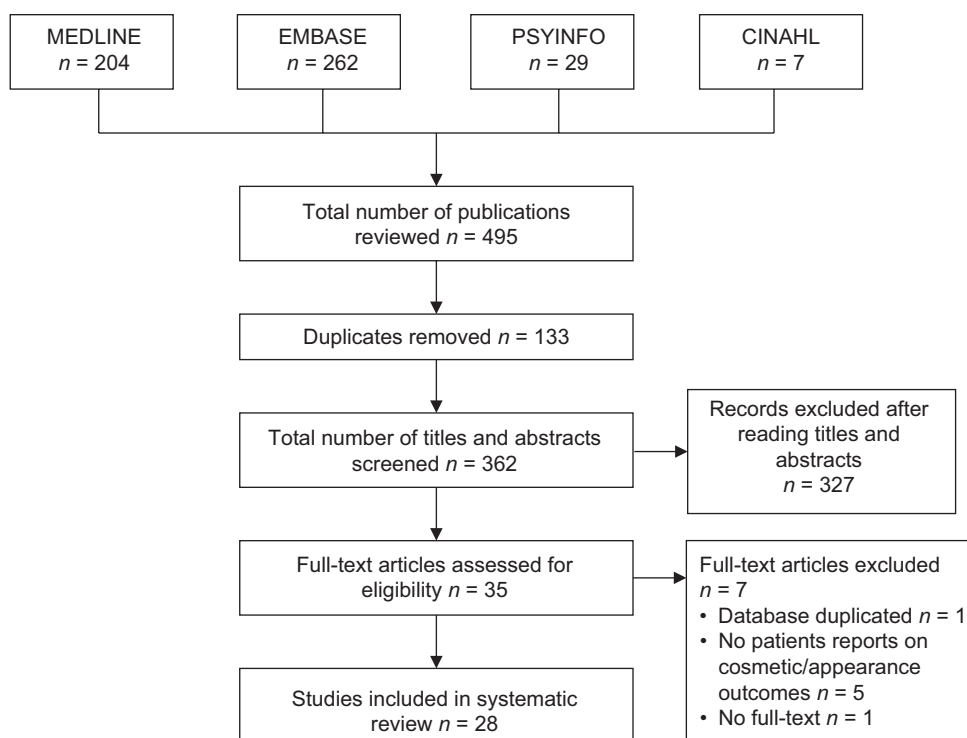 MEDLINE
n = 204
EMBASE
n = 262
PSYINFO
n = 29
CINAHL
n = 7
Total number of publications
reviewed n = 495
Duplicates removed n = 133
Total number of titles and abstracts
screened n = 362
Records excluded after
reading titles and
abstracts
n = 327
Full-text articles assessed for
eligibility n = 35
Full-text articles excluded
n = 7
• Database duplicated n = 1
• No patients reports on
cosmetic/appearance
outcomes n = 5
• No full-text n = 1
Studies included in systematic
review n = 28